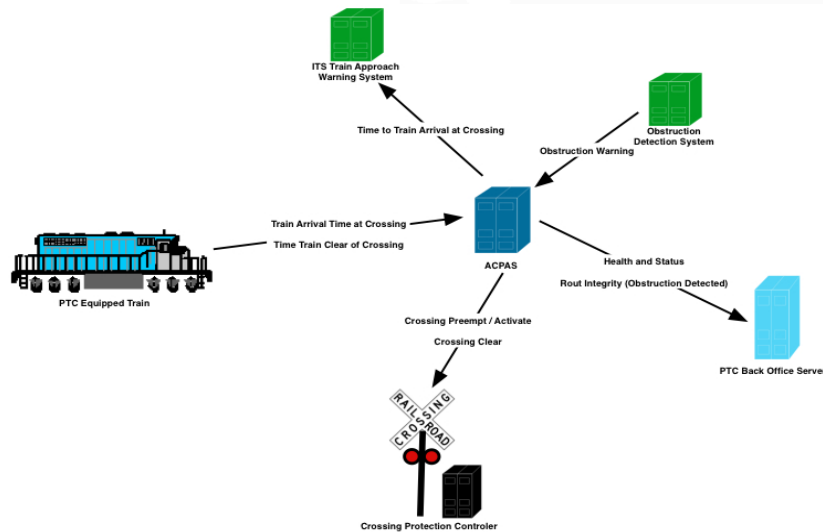 ITS Train Approach
Warning System
Time to Train Arrival at Crossing
Obstruction
Detection System
Obstruction Warning
Train Arrival Time at Crossing
Time Train Clear of Crossing
PTC Equipped Train
ACPAS
Health and Status
Rout Integrity (Obstruction Detected)
PTC Back Office Server
Crossing Preempt / Activate
Crossing Clear
RAIL ROAD
CROSSING
Crossing Protection Controler